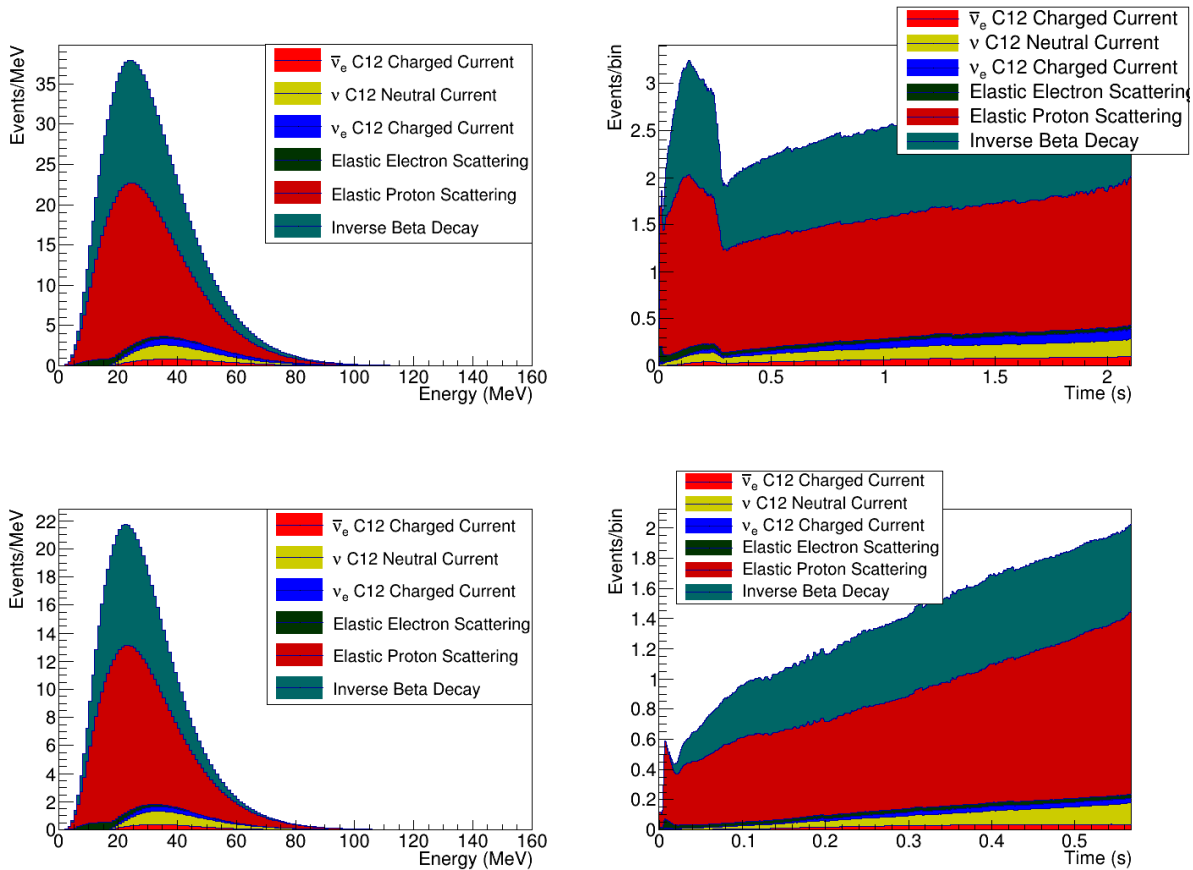 Events/MeV
35
30
25
20
15
10
5
0
0 20 40 60 80 100 120 140 160
Energy (MeV)
ν̅e C12 Charged Current
ν C12 Neutral Current
νe C12 Charged Current
Elastic Electron Scattering
Elastic Proton Scattering
Inverse Beta Decay
Events/bin
3
2.5
2
1.5
1
0.5
0
0 0.5 1 1.5 2
Time (s)
ν̅e C12 Charged Current
ν C12 Neutral Current
νe C12 Charged Current
Elastic Electron Scattering
Elastic Proton Scattering
Inverse Beta Decay
Events/MeV
22
20
18
16
14
12
10
8
6
4
2
0
0 20 40 60 80 100 120 140 160
Energy (MeV)
ν̅e C12 Charged Current
ν C12 Neutral Current
νe C12 Charged Current
Elastic Electron Scattering
Elastic Proton Scattering
Inverse Beta Decay
Events/bin
2
1.8
1.6
1.4
1.2
1
0.8
0.6
0.4
0.2
0
0 0.1 0.2 0.3 0.4 0.5
Time (s)
ν̅e C12 Charged Current
ν C12 Neutral Current
νe C12 Charged Current
Elastic Electron Scattering
Elastic Proton Scattering
Inverse Beta Decay